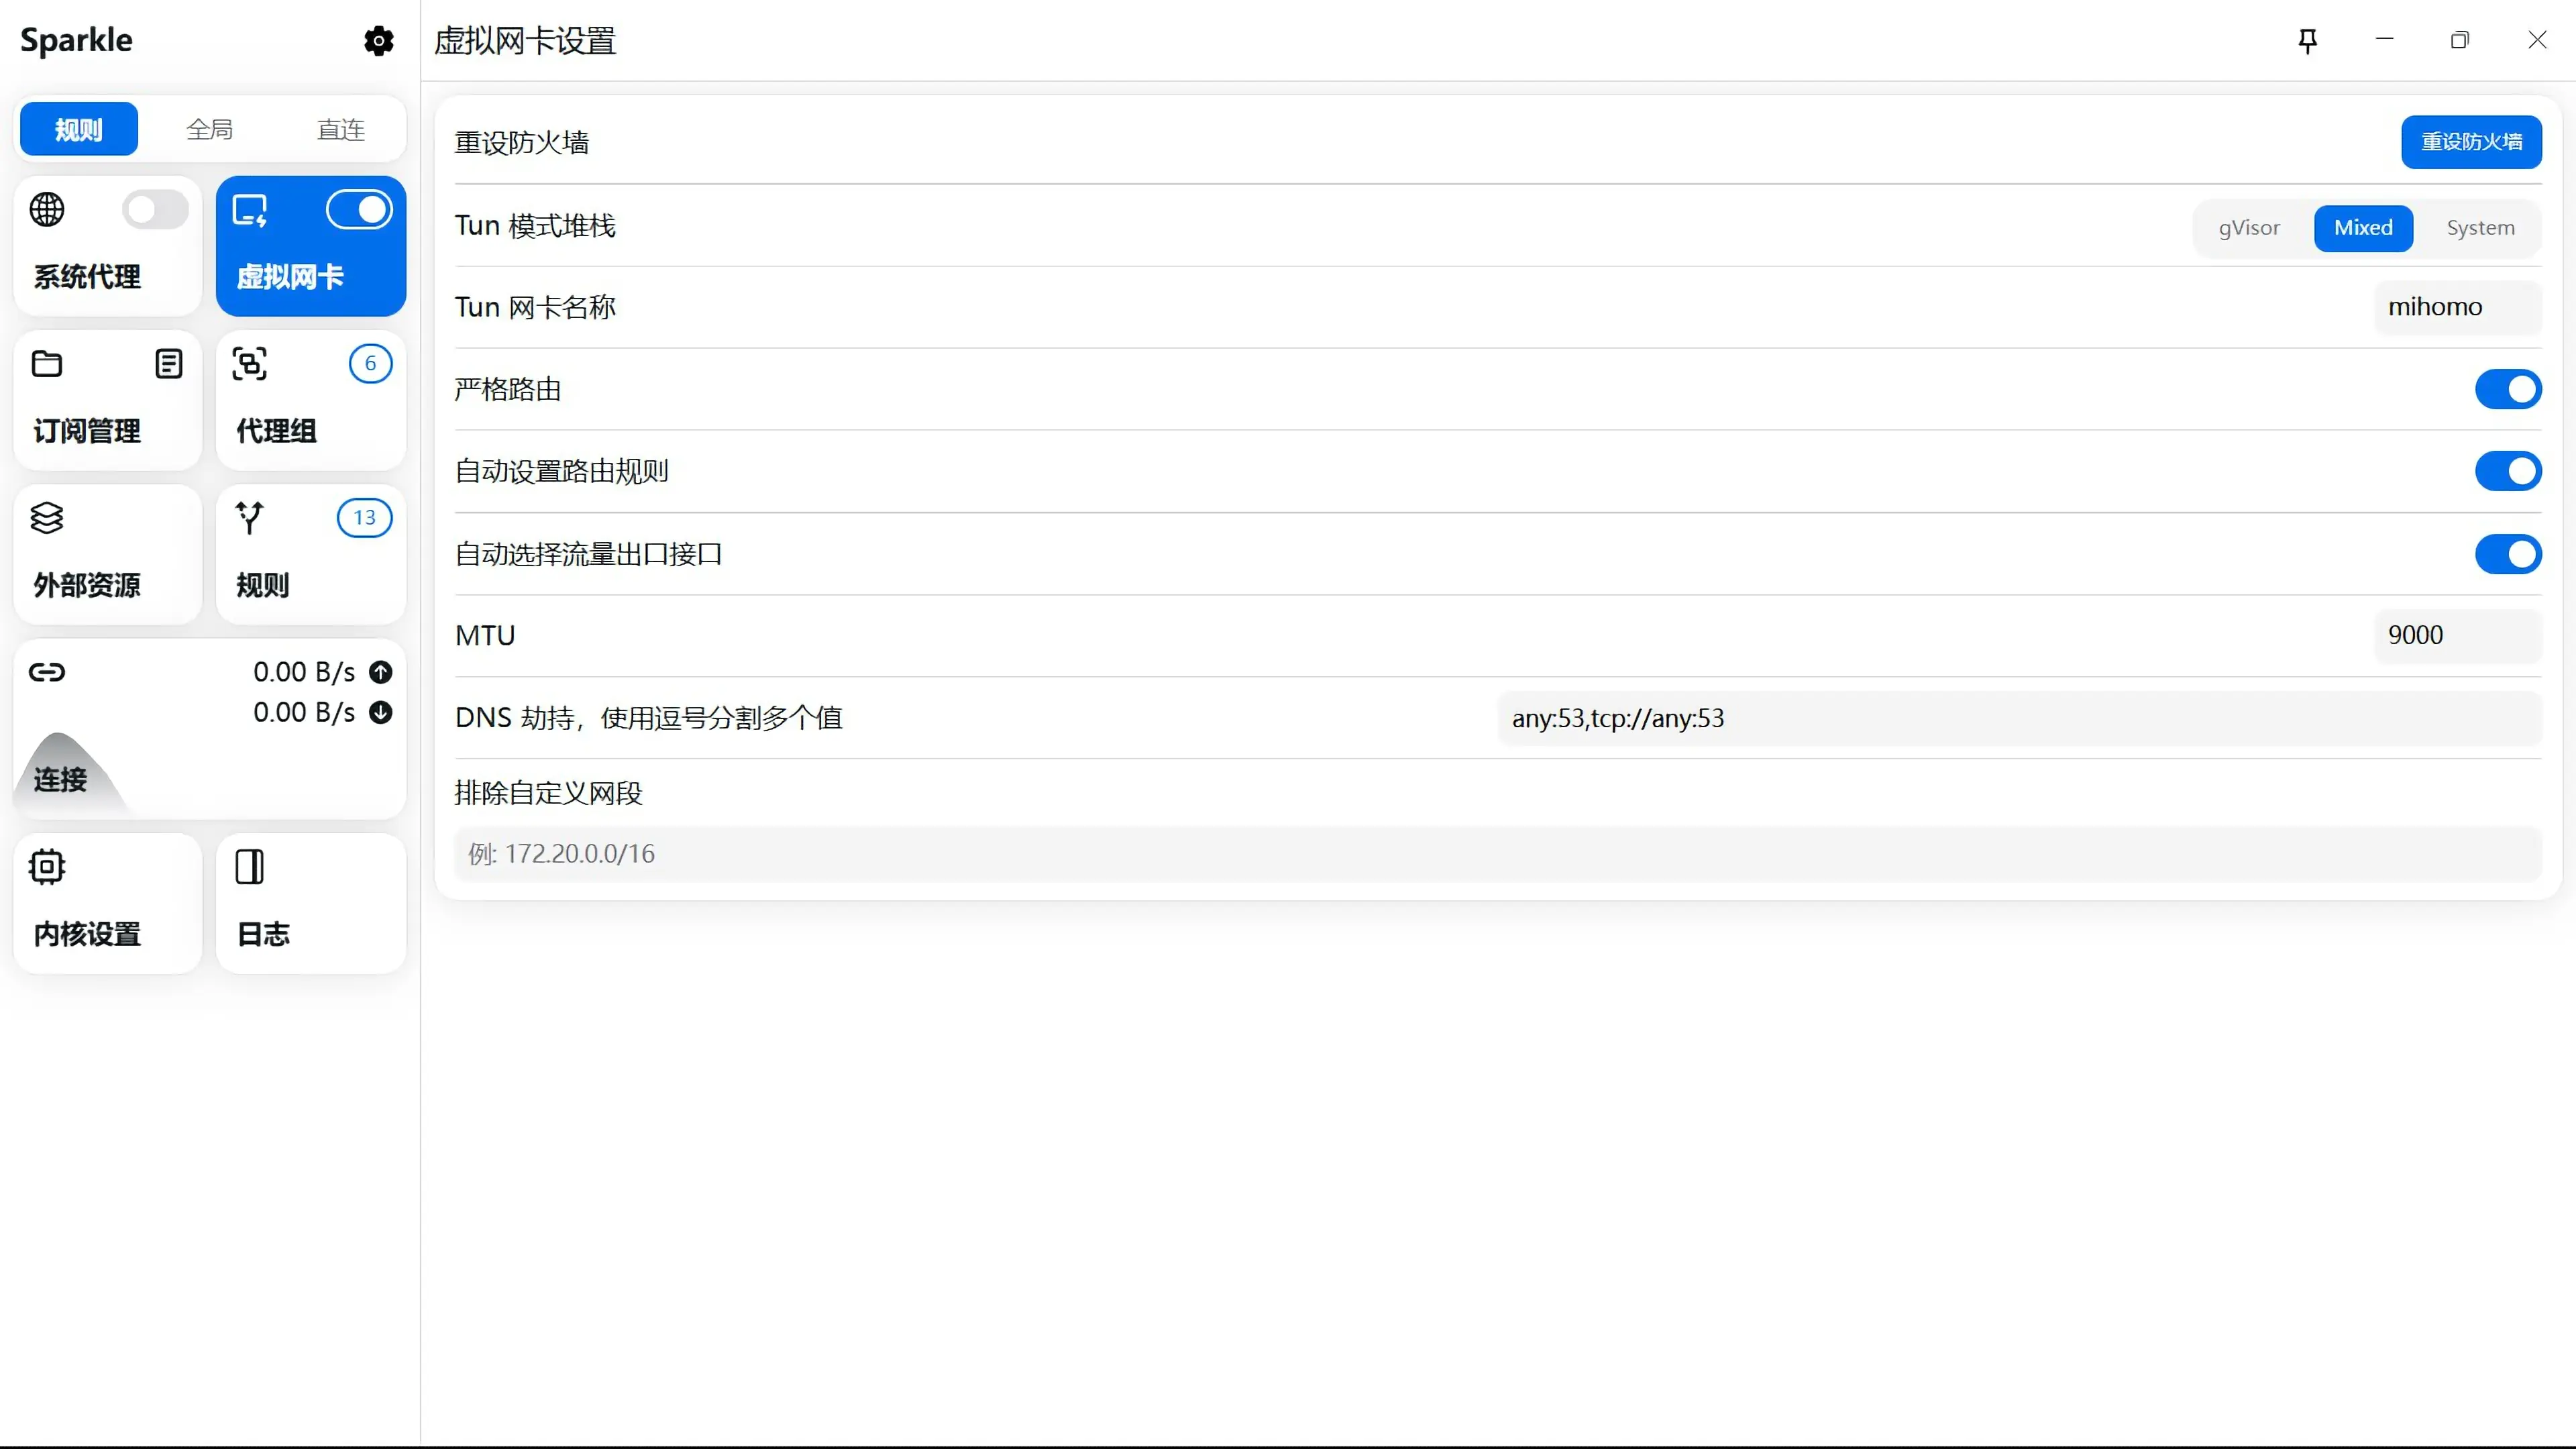 Sparkle
规则 全局 直连
系统代理
虚拟网卡
订阅管理
6
代理组
外部资源
13
规则
0.00 B/s
0.00 B/s
连接
内核设置
日志
虚拟网卡设置
重设防火墙 重设防火墙
Tun 模式堆栈 gVisor Mixed System
Tun 网卡名称 mihomo
严格路由
自动设置路由规则
自动选择流量出口接口
MTU 9000
DNS 劫持，使用逗号分割多个值 any:53,tcp://any:53
排除自定义网段
例: 172.20.0.0/16